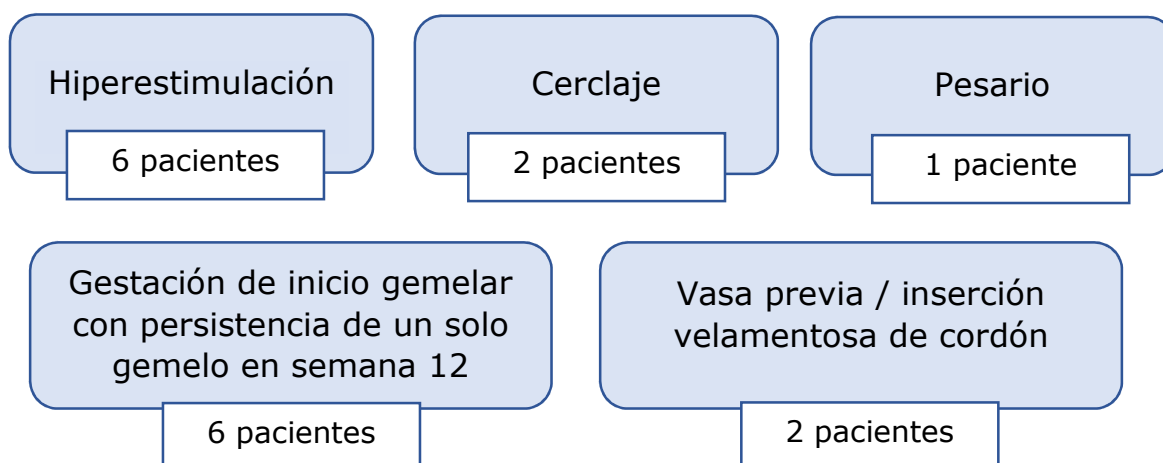 Hiperestimulación
6 pacientes
Cerclaje
2 pacientes
Pesario
1 paciente
Gestación de inicio gemelar
con persistencia de un solo
gemelo en semana 12
6 pacientes
Vasa previa / inserción
velamentosa de cordón
2 pacientes